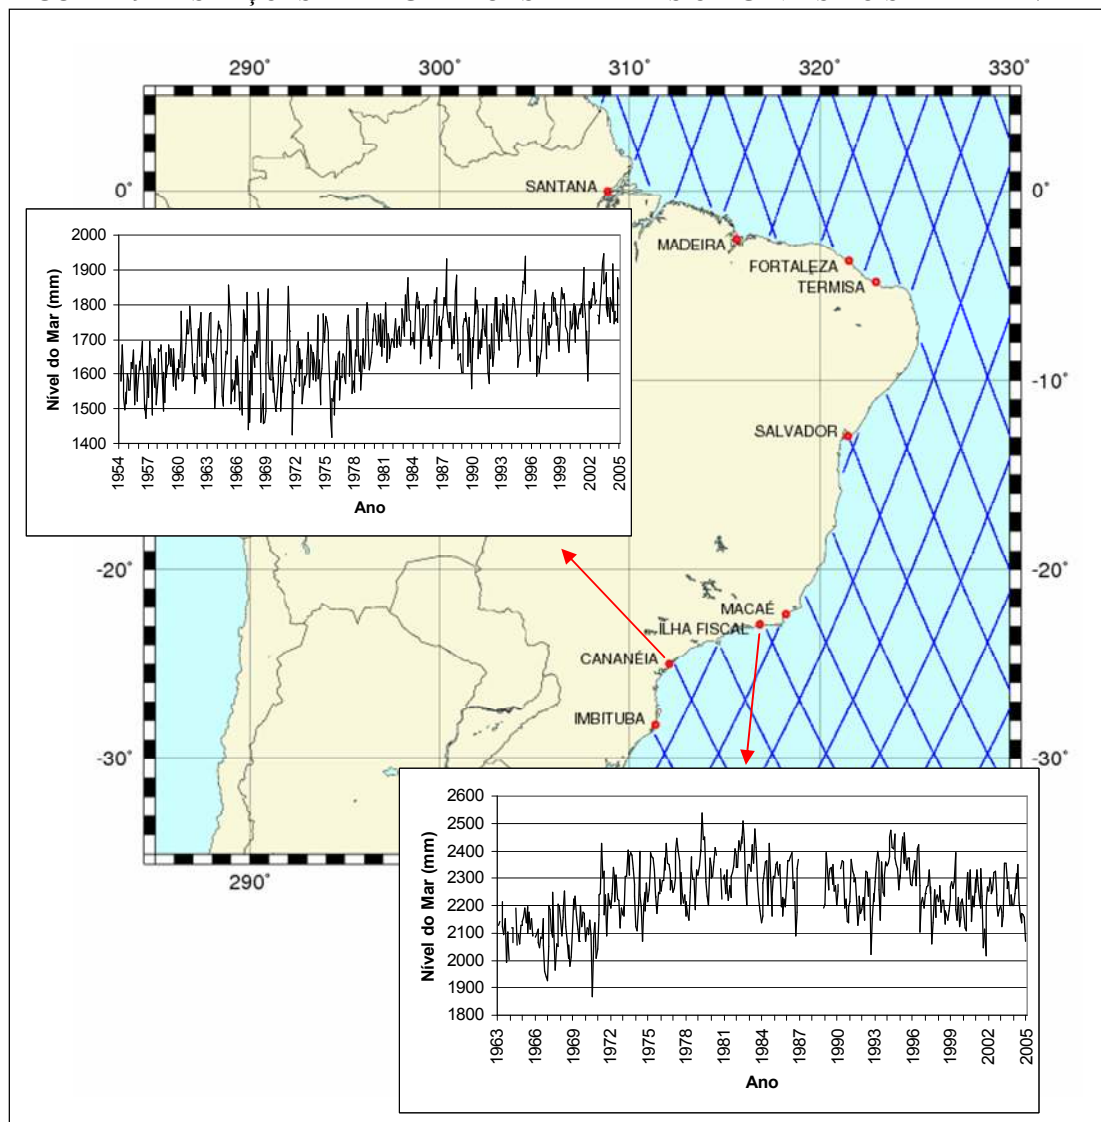 290° 300° 310° 320° 330°
0° 0°
SANTANA
MADEIRA
FORTALEZA
TERMISA
-10°
SALVADOR
-20° -20°
MACAÉ
ILHA FISCAL
CANANÉIA
IMBITUBA
-30° -30°
290°
Nível do Mar (mm)
2000
1900
1800
1700
1600
1500
1400
1954 1957 1960 1963 1966 1969 1972 1975 1978 1981 1984 1987 1990 1993 1996 1999 2002 2005
Ano
Nível do Mar (mm)
2600
2500
2400
2300
2200
2100
2000
1900
1800
1963 1966 1969 1972 1975 1978 1981 1984 1987 1990 1993 1996 1999 2002 2005
Ano